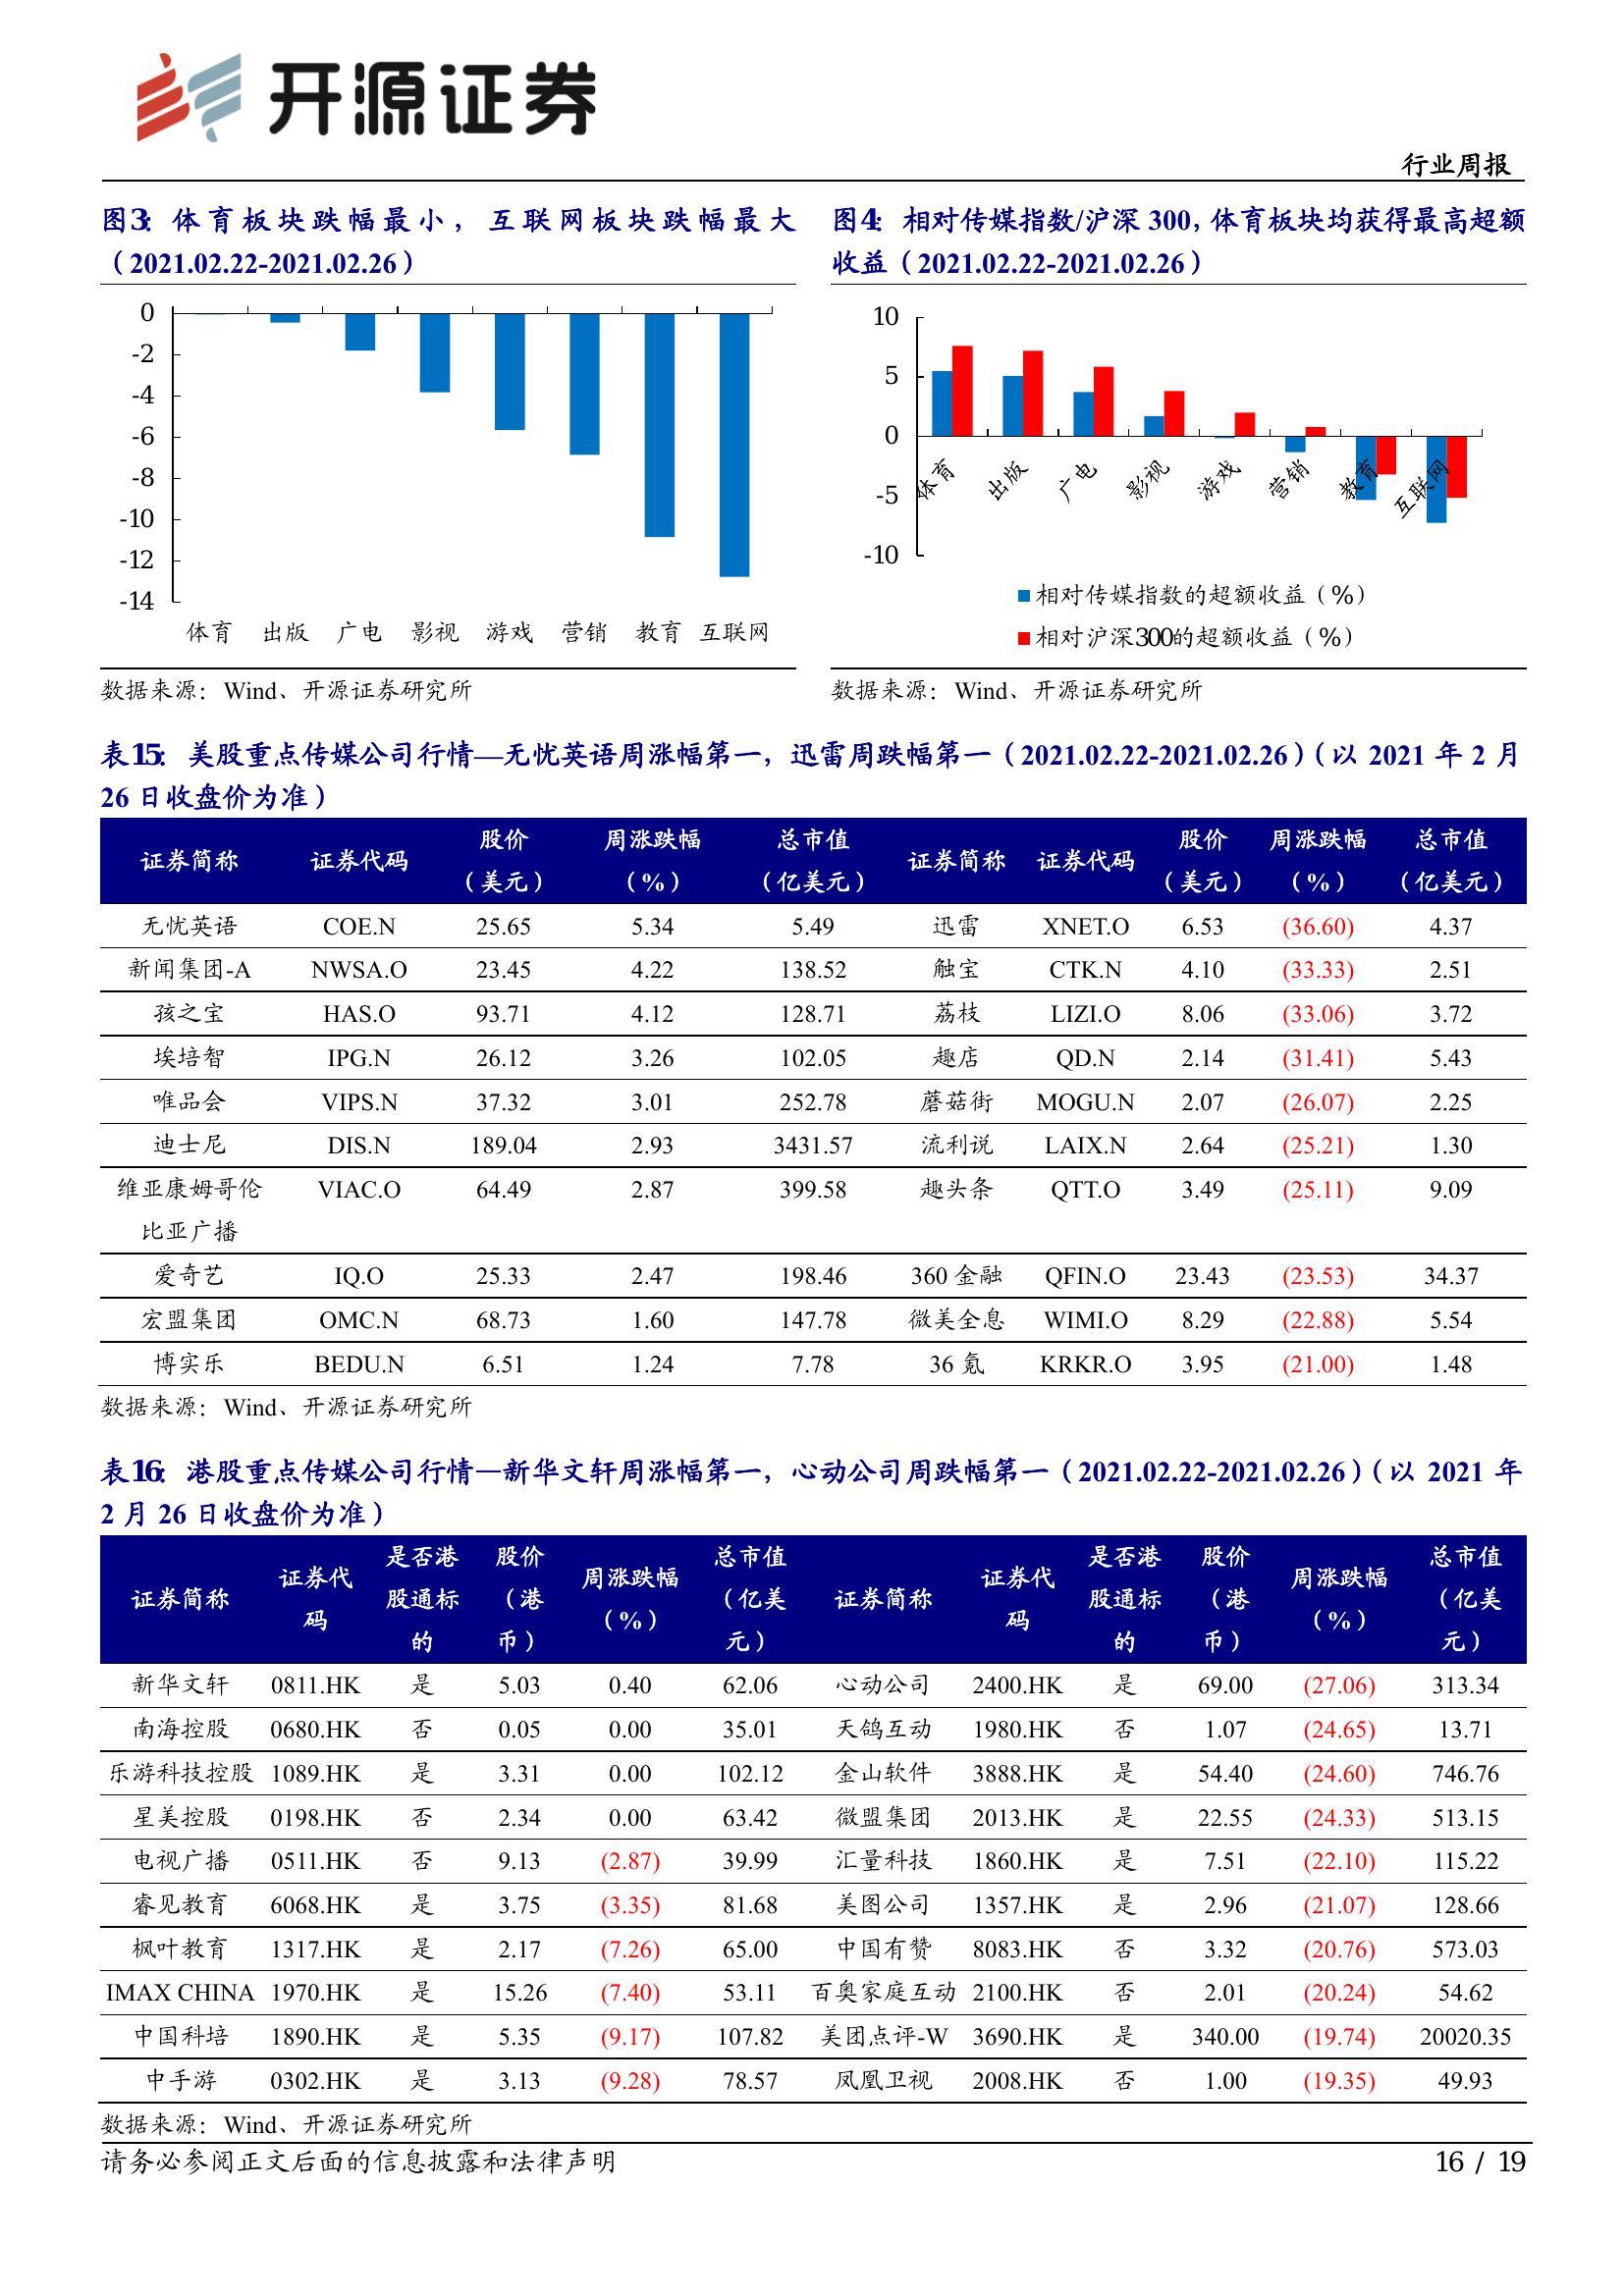 开源证券
行业周报
图3：体育板块跌幅最小，互联网板块跌幅最大
（2021.02.22-2021.02.26）
0
-2
-4
-6
-8
-10
-12
-14
体育 出版 广电 影视 游戏 营销 教育 互联网
数据来源：Wind、开源证券研究所
图4：相对传媒指数/沪深 300，体育板块均获得最高超额
收益（2021.02.22-2021.02.26）
10
5
0
-5
-10
体育 出版 广电 影视 游戏 营销 教育 互联网
相对传媒指数的超额收益（%）
相对沪深300的超额收益（%）
数据来源：Wind、开源证券研究所
表15：美股重点传媒公司行情—无忧英语周涨幅第一，迅雷周跌幅第一（2021.02.22-2021.02.26）（以 2021 年 2 月
26 日收盘价为准）
证券简称 证券代码 股价（美元） 周涨跌幅（%） 总市值（亿美元） 证券简称 证券代码 股价（美元） 周涨跌幅（%） 总市值（亿美元）
无忧英语 COE.N 25.65 5.34 5.49 迅雷 XNET.O 6.53 (36.60) 4.37
新闻集团-A NWSA.O 23.45 4.22 138.52 触宝 CTK.N 4.10 (33.33) 2.51
孩之宝 HAS.O 93.71 4.12 128.71 荔枝 LIZI.O 8.06 (33.06) 3.72
埃培智 IPG.N 26.12 3.26 102.05 趣店 QD.N 2.14 (31.41) 5.43
唯品会 VIPS.N 37.32 3.01 252.78 蘑菇街 MOGU.N 2.07 (26.07) 2.25
迪士尼 DIS.N 189.04 2.93 3431.57 流利说 LAIX.N 2.64 (25.21) 1.30
维亚康姆哥伦 VIAC.O 64.49 2.87 399.58 趣头条 QTT.O 3.49 (25.11) 9.09
比亚广播
爱奇艺 IQ.O 25.33 2.47 198.46 360 金融 QFIN.O 23.43 (23.53) 34.37
宏盟集团 OMC.N 68.73 1.60 147.78 微美全息 WIMI.O 8.29 (22.88) 5.54
博实乐 BEDU.N 6.51 1.24 7.78 36 氪 KRKR.O 3.95 (21.00) 1.48
数据来源：Wind、开源证券研究所
表16：港股重点传媒公司行情—新华文轩周涨幅第一，心动公司周跌幅第一（2021.02.22-2021.02.26）（以 2021 年
2 月 26 日收盘价为准）
证券简称 证券代码 是否港股通标的 股价（港币） 周涨跌幅（%） 总市值（亿美元） 证券简称 证券代码 是否港股通标的 股价（港币） 周涨跌幅（%） 总市值（亿美元）
新华文轩 0811.HK 是 5.03 0.40 62.06 心动公司 2400.HK 是 69.00 (27.06) 313.34
南海控股 0680.HK 否 0.05 0.00 35.01 天鸽互动 1980.HK 否 1.07 (24.65) 13.71
乐游科技控股 1089.HK 是 3.31 0.00 102.12 金山软件 3888.HK 是 54.40 (24.60) 746.76
星美控股 0198.HK 否 2.34 0.00 63.42 微盟集团 2013.HK 是 22.55 (24.33) 513.15
电视广播 0511.HK 否 9.13 (2.87) 39.99 汇量科技 1860.HK 是 7.51 (22.10) 115.22
睿见教育 6068.HK 是 3.75 (3.35) 81.68 美图公司 1357.HK 是 2.96 (21.07) 128.66
枫叶教育 1317.HK 是 2.17 (7.26) 65.00 中国有赞 8083.HK 否 3.32 (20.76) 573.03
IMAX CHINA 1970.HK 是 15.26 (7.40) 53.11 百奥家庭互动 2100.HK 否 2.01 (20.24) 54.62
中国科培 1890.HK 是 5.35 (9.17) 107.82 美团点评-W 3690.HK 是 340.00 (19.74) 20020.35
中手游 0302.HK 是 3.13 (9.28) 78.57 凤凰卫视 2008.HK 否 1.00 (19.35) 49.93
数据来源：Wind、开源证券研究所
请务必参阅正文后面的信息披露和法律声明
16 / 19